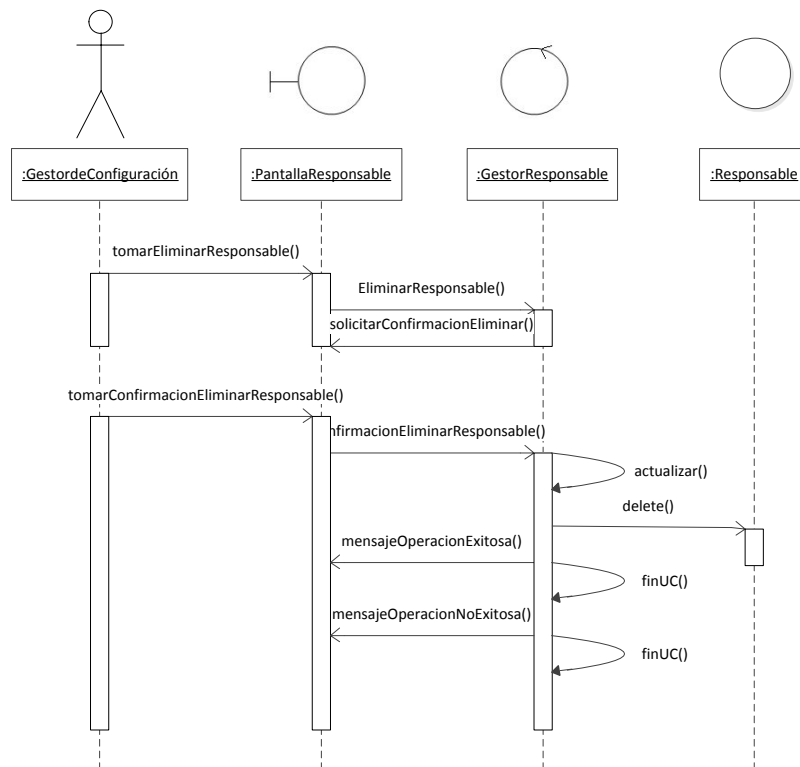 :GestordeConfiguración
:PantallaResponsable
:GestorResponsable
:Responsable
tomarEliminarResponsable()
EliminarResponsable()
solicitarConfirmacionEliminar()
tomarConfirmacionEliminarResponsable()
nfirmacionEliminarResponsable()
actualizar()
delete()
mensajeOperacionExitosa()
finUC()
mensajeOperacionNoExitosa()
finUC()